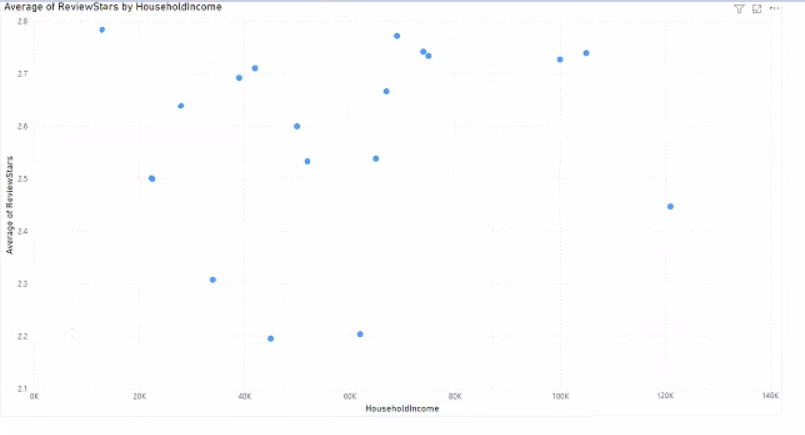 Average of ReviewStars by HouseholdIncome
2.8
2.7
2.6
2.5
2.4
2.3
2.2
2.1
Average of ReviewStars
0K 20K 40K 60K 80K 100K 120K 140K
HouseholdIncome